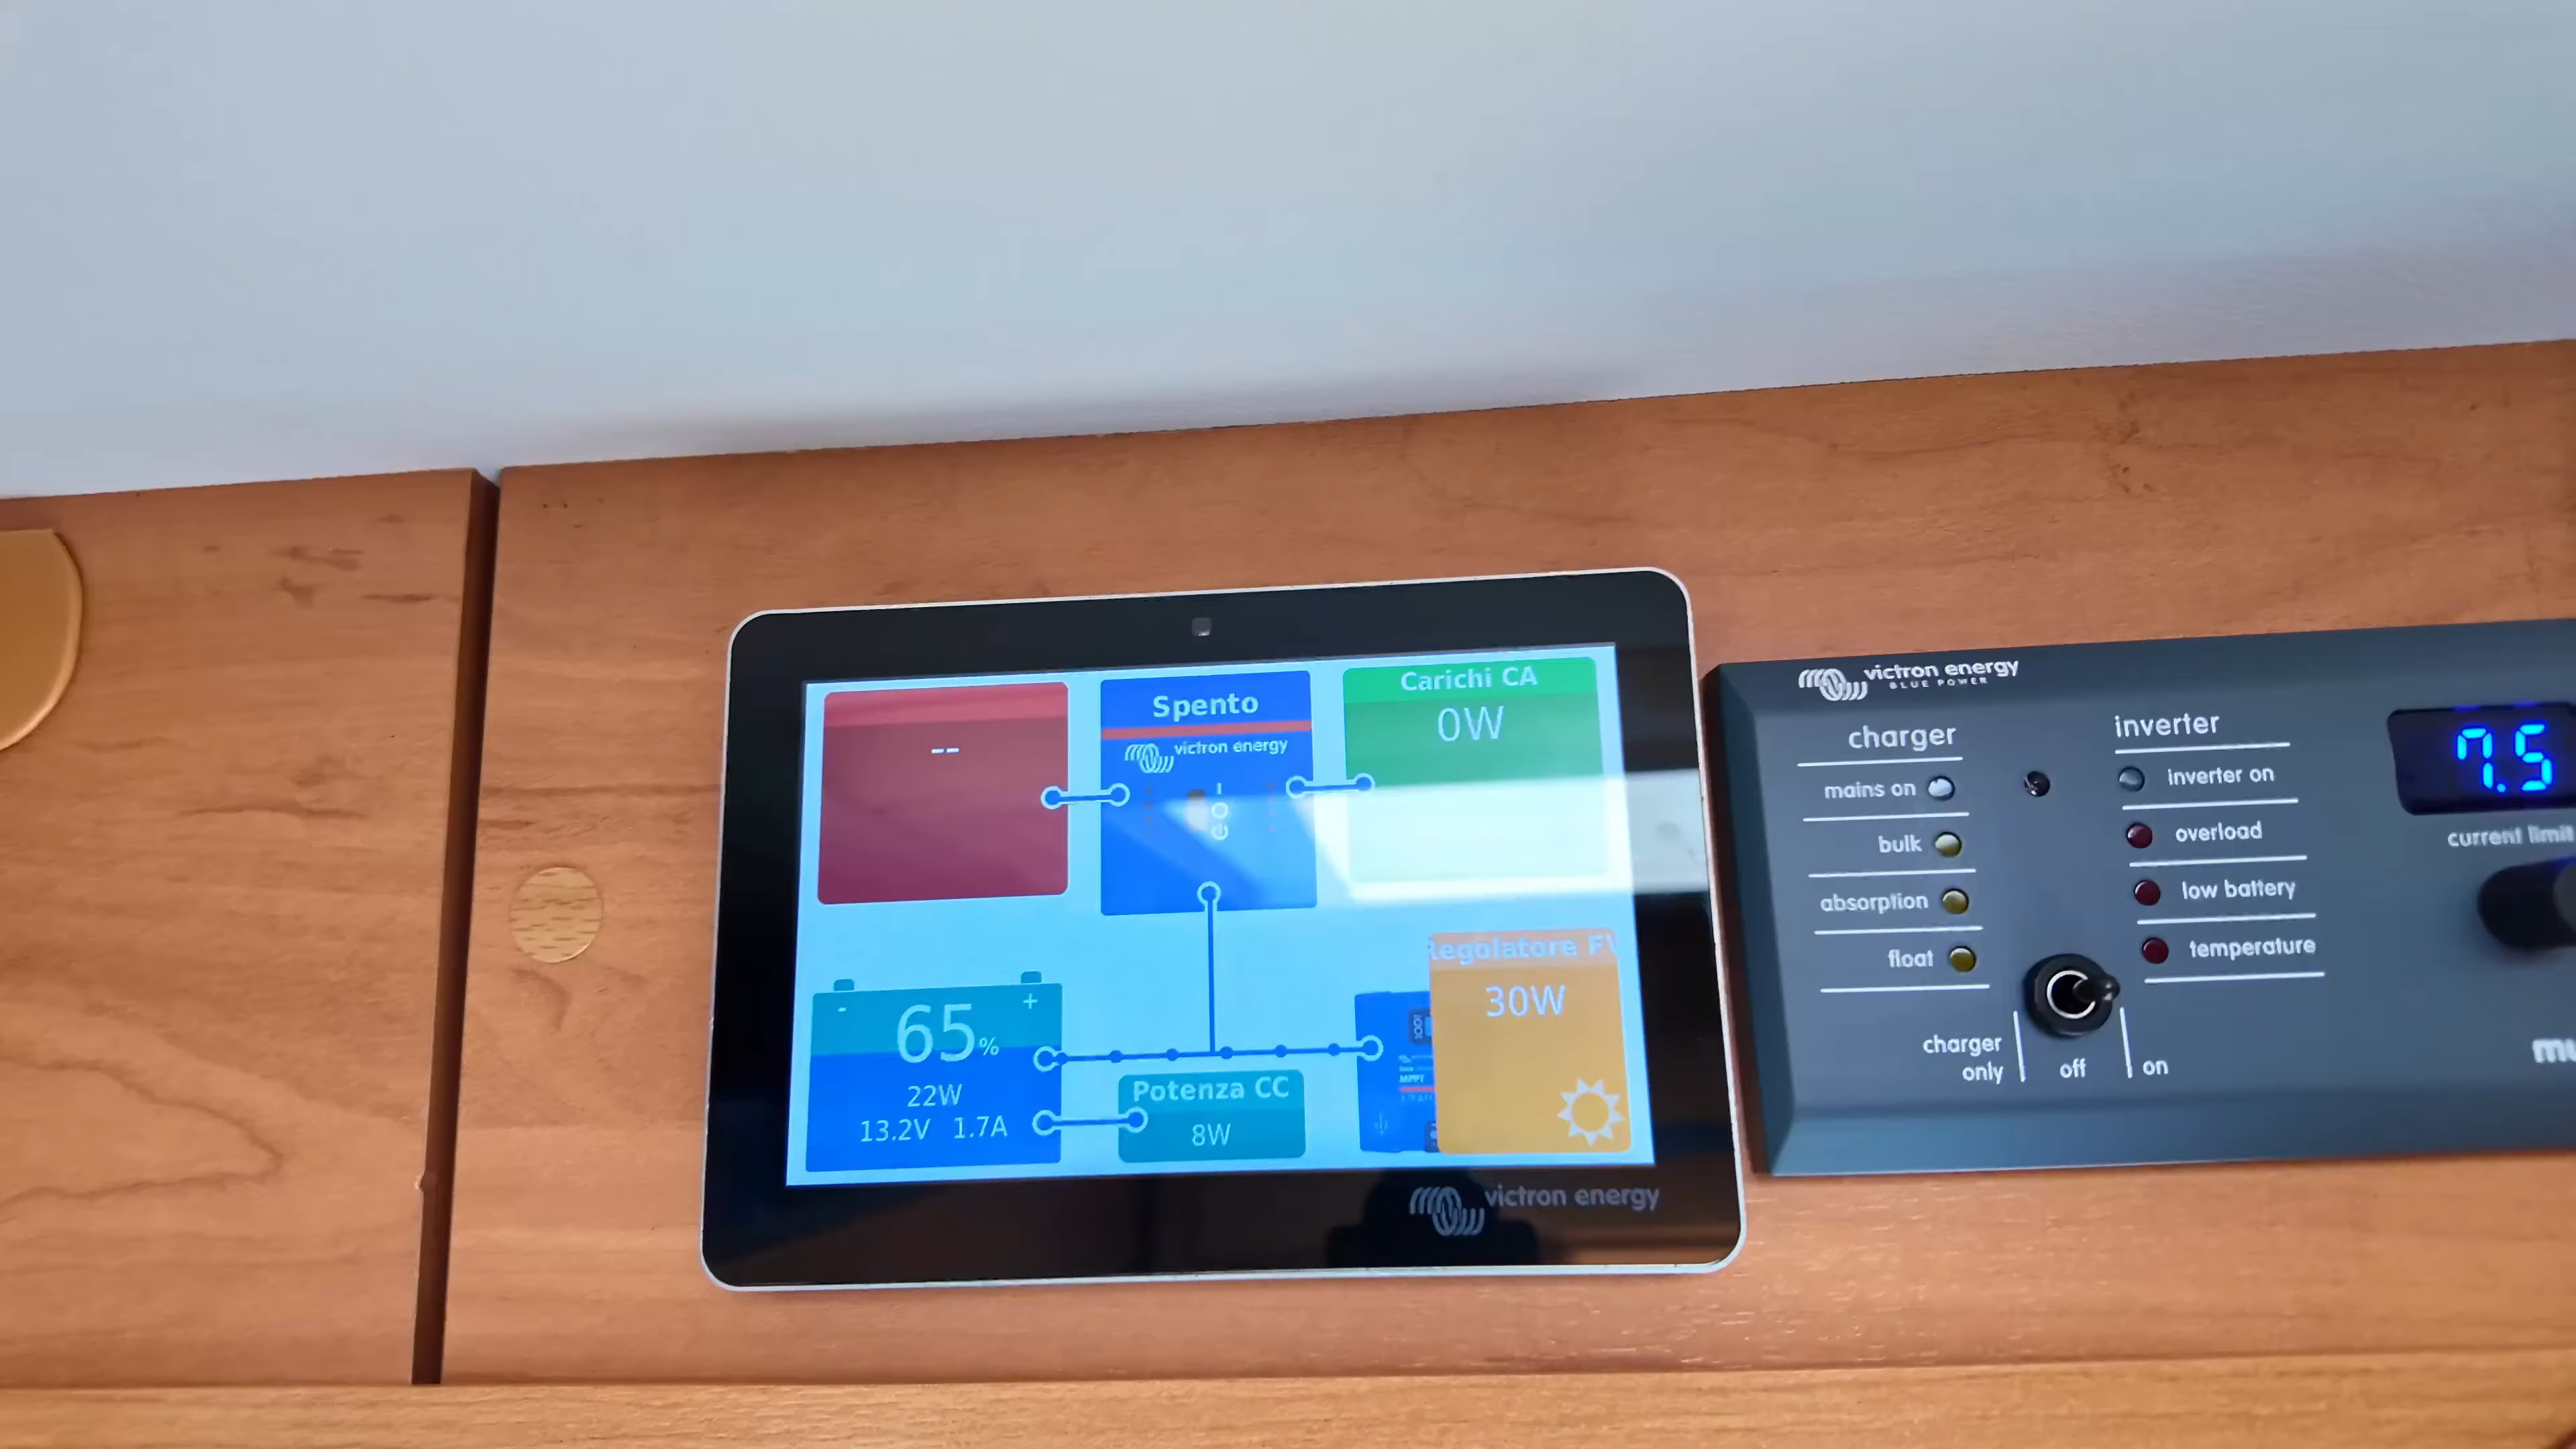 --
Spento
victron energy
Carichi CA
0W
65%
- +
22W
13.2V 1.7A
Potenza CC
8W
MPPT
Regolatore
30W
victron energy
victron energy
BLUE POWER
charger
mains on
bulk
absorption
float
charger
only
off
on
inverter
inverter on
overload
low battery
temperature
7.5
current limit